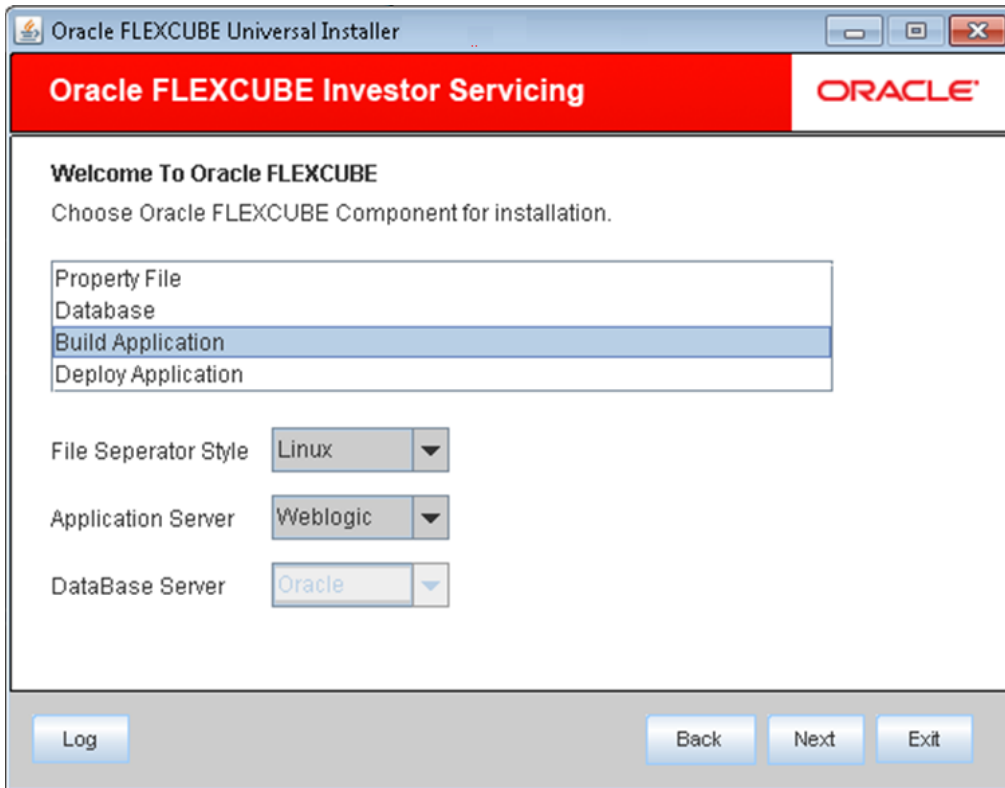 Oracle FLEXCUBE Universal Installer
Oracle FLEXCUBE Investor Servicing
ORACLE
Welcome To Oracle FLEXCUBE
Choose Oracle FLEXCUBE Component for installation.
Property File
Database
Build Application
Deploy Application
File Seperator Style Linux
Application Server Weblogic
DataBase Server Oracle
Log Back Next Exit